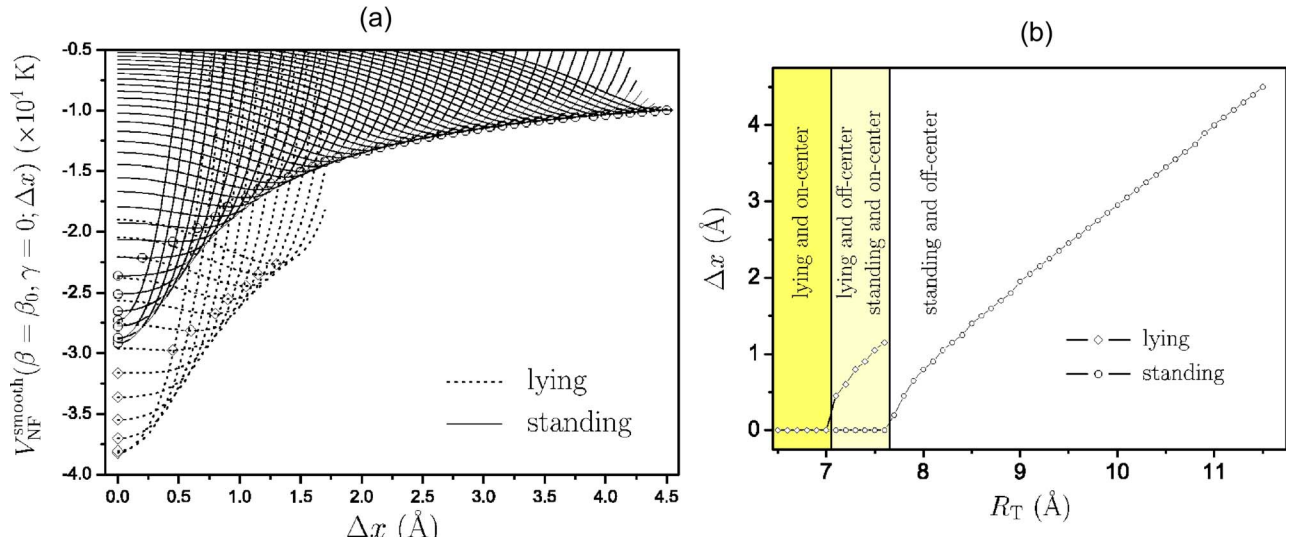 (a)
V_NF^smooth(β = β₀, γ = 0; Δx) (×10⁴ K)
-0.5
-1.0
-1.5
-2.0
-2.5
-3.0
-3.5
-4.0
lying
standing
0.0 0.5 1.0 1.5 2.0 2.5 3.0 3.5 4.0 4.5
Δx (Å)
(b)
Δx (Å)
4
3
2
1
0
lying and on-center
lying and off-center
standing and on-center
standing and off-center
lying
standing
7 8 9 10 11
R_T (Å)